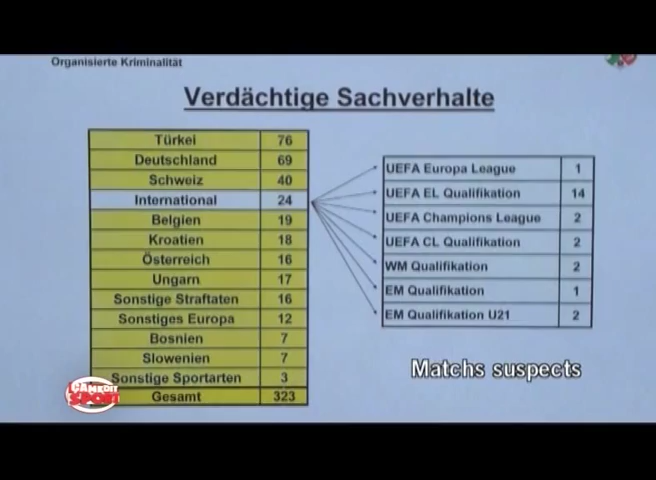 Organisierte Kriminalität
Verdächtige Sachverhalte
Türkei 76
Deutschland 69
Schweiz 40
International 24
Belgien 19
Kroatien 18
Österreich 16
Ungarn 17
Sonstige Straftaten 16
Sonstiges Europa 12
Bosnien 7
Slowenien 7
Sonstige Sportarten 3
Gesamt 323
UEFA Europa League 1
UEFA EL Qualifikation 14
UEFA Champions League 2
UEFA CL Qualifikation 2
WM Qualifikation 2
EM Qualifikation 1
EM Qualifikation U21 2
Matchs suspects
SPORT